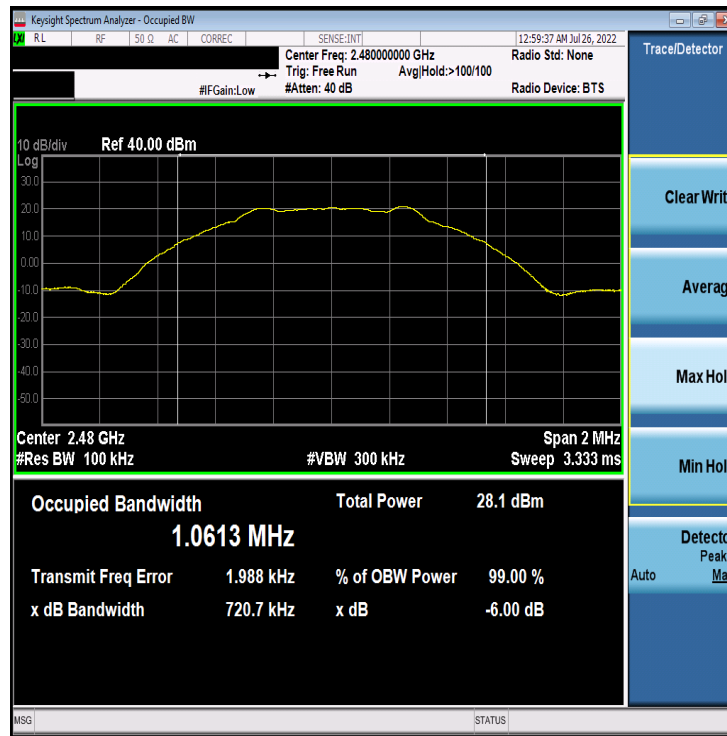 Keysight Spectrum Analyzer - Occupied BW
LXI RL RF 50 Ω AC CORREC SENSE:INT 12:59:37 AM Jul 26, 2022
Center Freq: 2.480000000 GHz Radio Std: None
Trig: Free Run Avg|Hold:>100/100
#IFGain:Low #Atten: 40 dB Radio Device: BTS
10 dB/div Ref 40.00 dBm
Log
30.0
20.0
10.0
0.00
-10.0
-20.0
-30.0
-40.0
-50.0
Center 2.48 GHz Span 2 MHz
#Res BW 100 kHz #VBW 300 kHz Sweep 3.333 ms
Occupied Bandwidth Total Power 28.1 dBm
1.0613 MHz
Transmit Freq Error 1.988 kHz % of OBW Power 99.00 %
x dB Bandwidth 720.7 kHz x dB -6.00 dB
MSG STATUS
Trace/Detector
Clear Writ
Averag
Max Hol
Min Hol
Detecto
Peak
Auto Ma